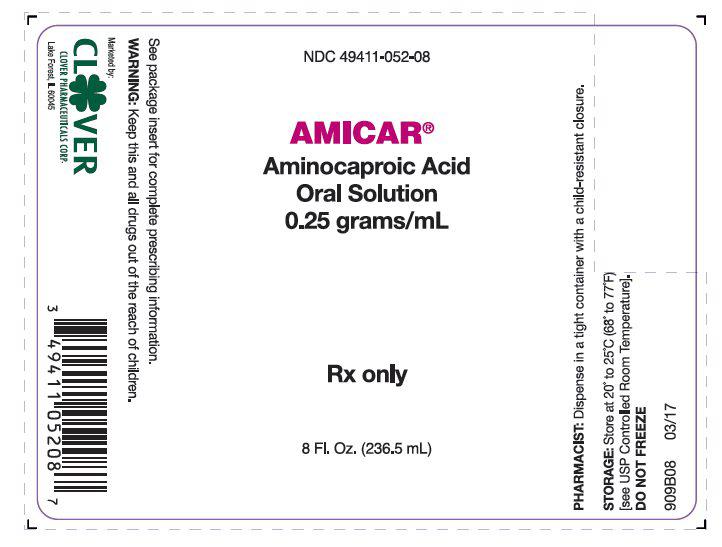 NDC 49411-052-08
AMICAR®
Aminocaproic Acid
Oral Solution
0.25 grams/mL
Rx only
8 Fl. Oz. (236.5 mL)
See package insert for complete prescribing information.
WARNING: Keep this and all drugs out of the reach of children.
Marketed by:
CLOVER
CLOVER PHARMACEUTICALS CORP.
Lake Forest, IL 60045
3 49411 05208 7
PHARMACIST: Dispense in a tight container with a child-resistant closure.
STORAGE: Store at 20˚ to 25˚C (68˚ to 77˚F)
[see USP Controlled Room Temperature].
DO NOT FREEZE
909B08 03/17